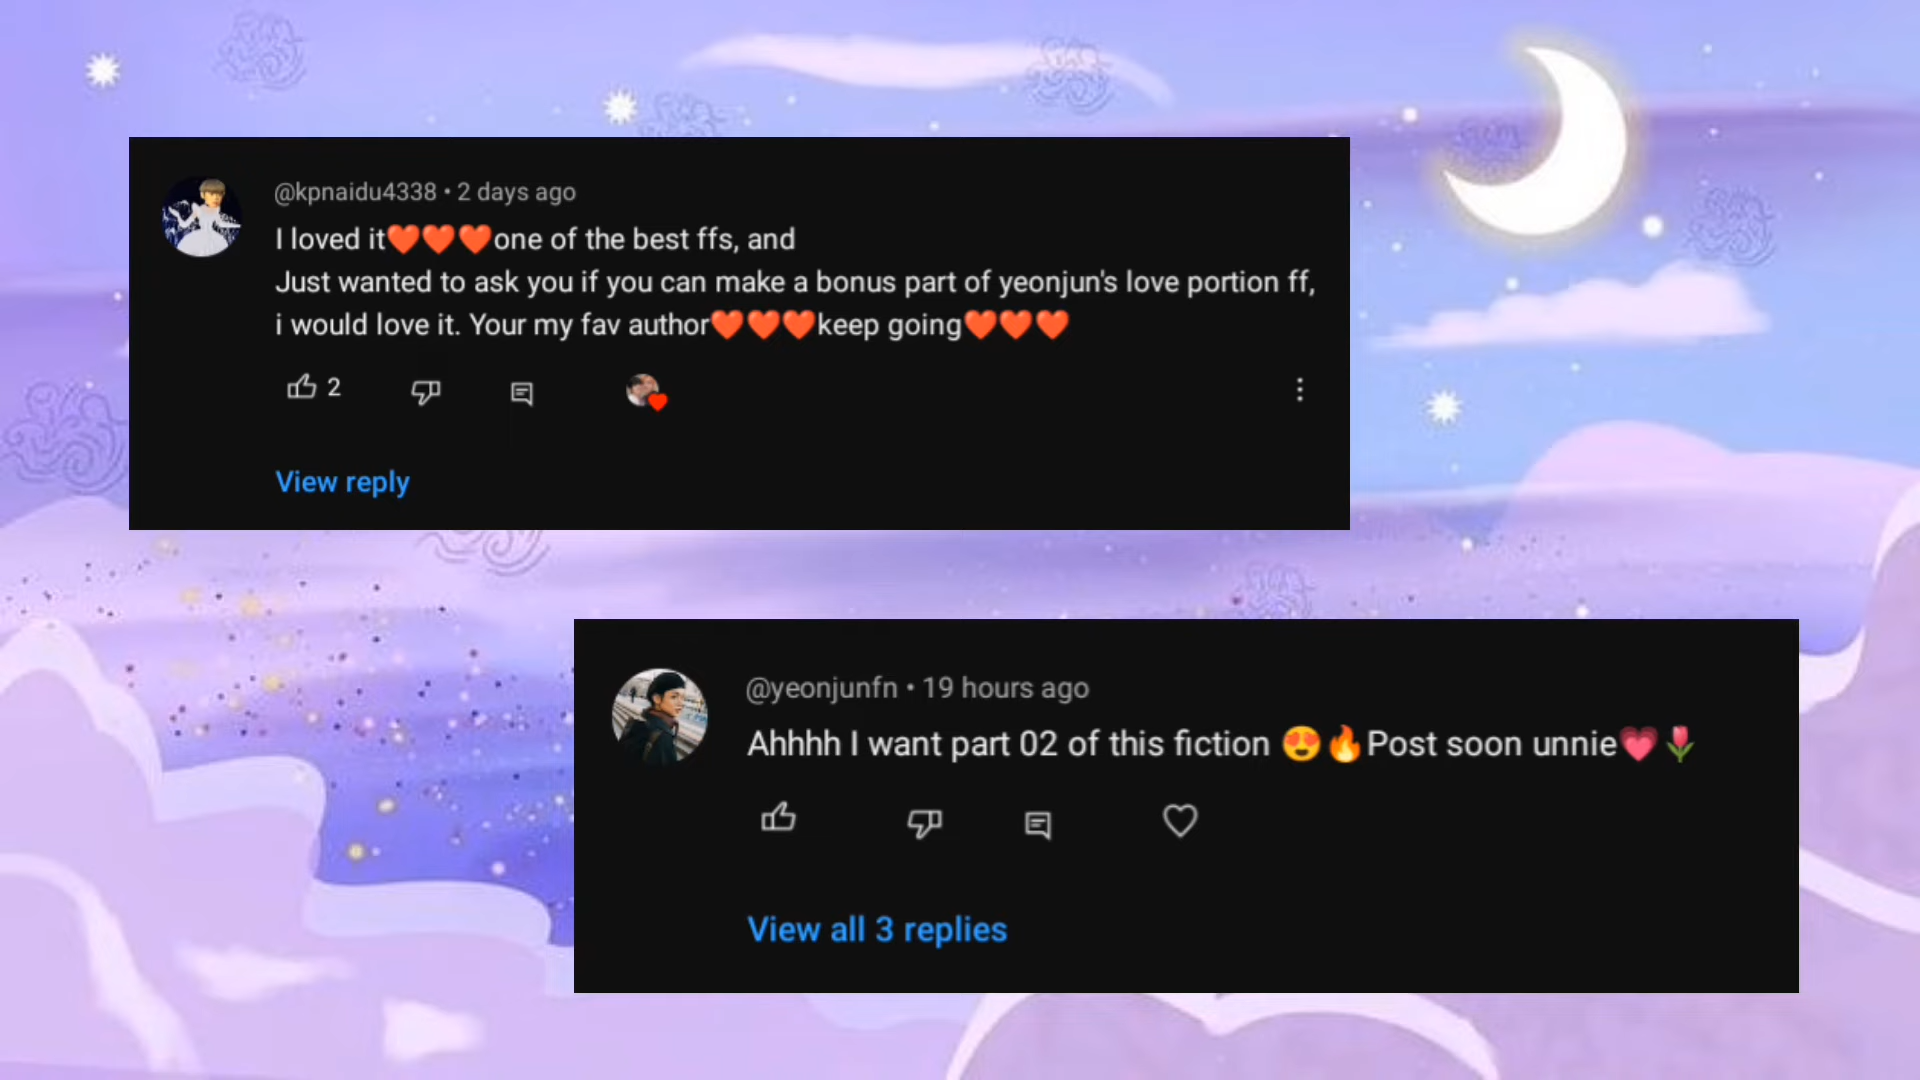 @kpnaidu4338 • 2 days ago
I loved it❤️❤️❤️one of the best ffs, and
Just wanted to ask you if you can make a bonus part of yeonjun's love portion ff,
i would love it. Your my fav author❤️❤️❤️keep going❤️❤️❤️
2
View reply
@yeonjunfn • 19 hours ago
Ahhhh I want part 02 of this fiction 😍🔥Post soon unnie💗🌷
View all 3 replies